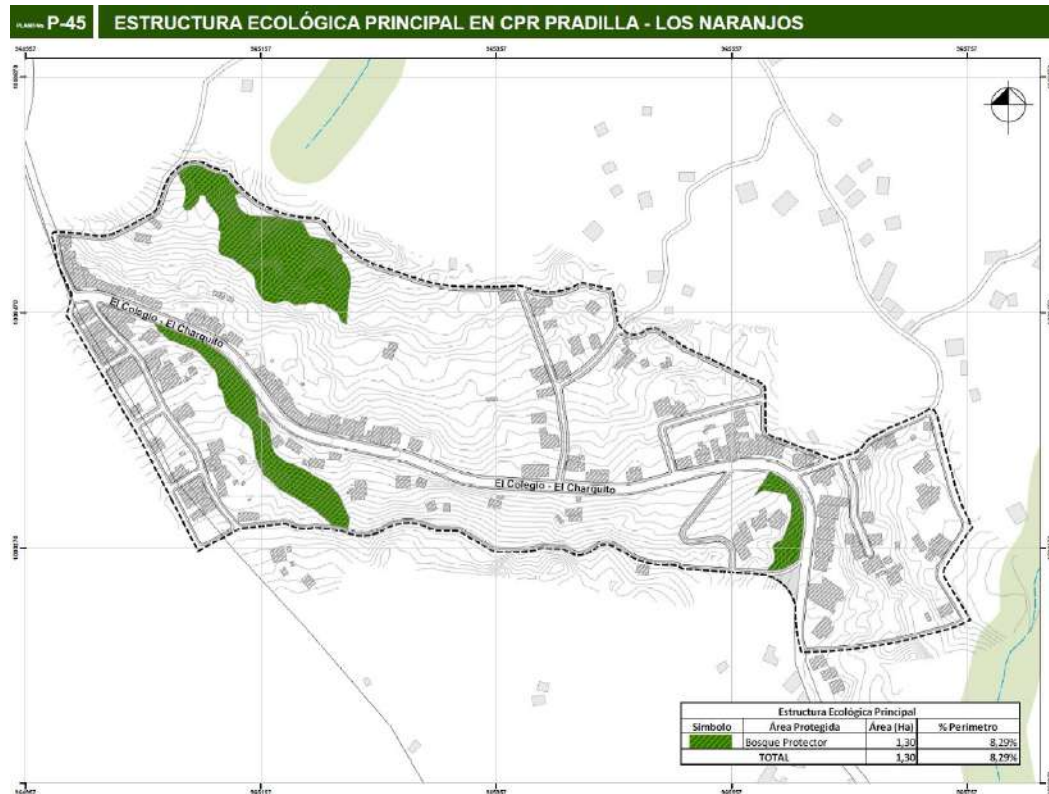 P-45 ESTRUCTURA ECOLÓGICA PRINCIPAL EN CPR PRADILLA - LOS NARANJOS
El Colegio - El Charquito
El Colegio - El Charquito
Estructura Ecológica Principal
Símbolo Área Protegida Área (Ha) % Perimetro
Bosque Protector 1,30 8,29%
TOTAL 1,30 8,29%